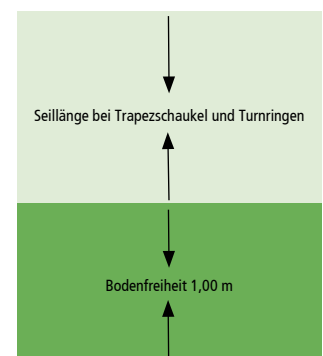 Seillänge bei Trapezschaukel und Turnringen
Bodenfreiheit 1,00 m